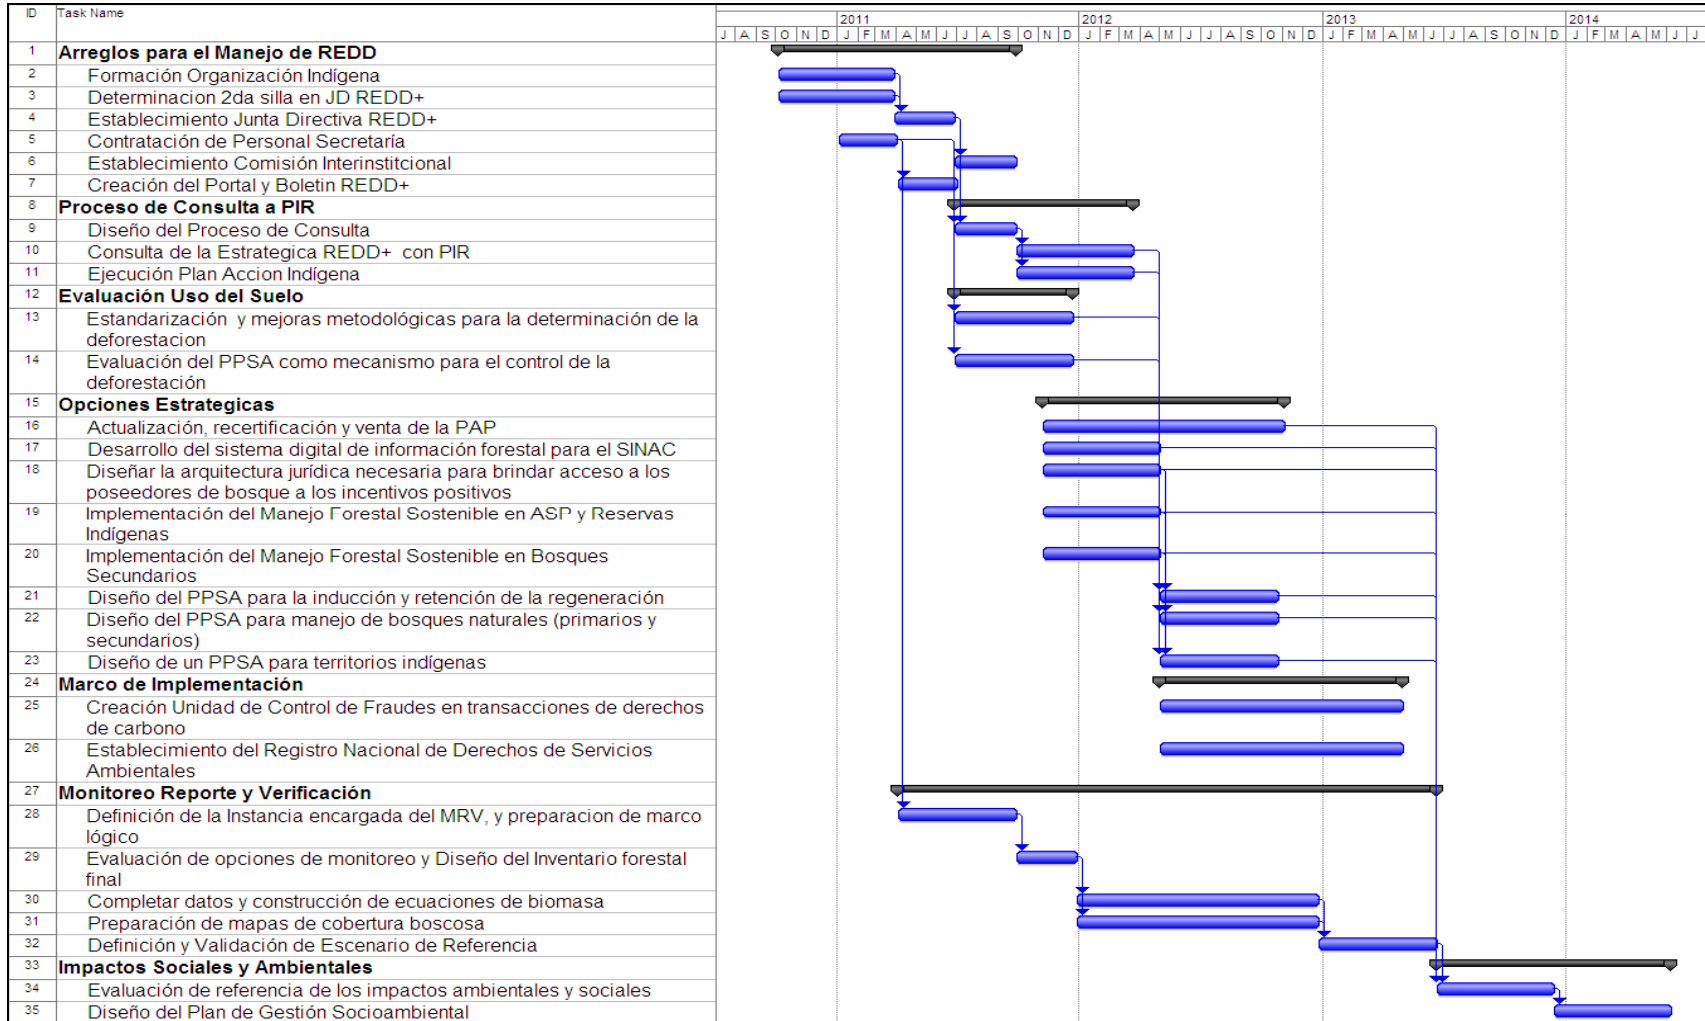 ID Task Name
2011 2012 2013 2014
J A S O N D J F M A M J J A S O N D J F M A M J J A S O N D J F M A M J J A S O N D J F M A M J J
1 Arreglos para el Manejo de REDD
2 Formación Organización Indígena
3 Determinacion 2da silla en JD REDD+
4 Establecimiento Junta Directiva REDD+
5 Contratación de Personal Secretaría
6 Establecimiento Comisión Interinstitcional
7 Creación del Portal y Boletin REDD+
8 Proceso de Consulta a PIR
9 Diseño del Proceso de Consulta
10 Consulta de la Estrategica REDD+ con PIR
11 Ejecución Plan Accion Indígena
12 Evaluación Uso del Suelo
13 Estandarización y mejoras metodológicas para la determinación de la
deforestacion
14 Evaluación del PPSA como mecanismo para el control de la
deforestación
15 Opciones Estrategicas
16 Actualización, recertificación y venta de la PAP
17 Desarrollo del sistema digital de información forestal para el SINAC
18 Diseñar la arquitectura jurídica necesaria para brindar acceso a los
poseedores de bosque a los incentivos positivos
19 Implementación del Manejo Forestal Sostenible en ASP y Reservas
Indígenas
20 Implementación del Manejo Forestal Sostenible en Bosques
Secundarios
21 Diseño del PPSA para la inducción y retención de la regeneración
22 Diseño del PPSA para manejo de bosques naturales (primarios y
secundarios)
23 Diseño de un PPSA para territorios indígenas
24 Marco de Implementación
25 Creación Unidad de Control de Fraudes en transacciones de derechos
de carbono
26 Establecimiento del Registro Nacional de Derechos de Servicios
Ambientales
27 Monitoreo Reporte y Verificación
28 Definición de la Instancia encargada del MRV, y preparacion de marco
lógico
29 Evaluación de opciones de monitoreo y Diseño del Inventario forestal
final
30 Completar datos y construcción de ecuaciones de biomasa
31 Preparación de mapas de cobertura boscosa
32 Definición y Validación de Escenario de Referencia
33 Impactos Sociales y Ambientales
34 Evaluación de referencia de los impactos ambientales y sociales
35 Diseño del Plan de Gestión Socioambiental